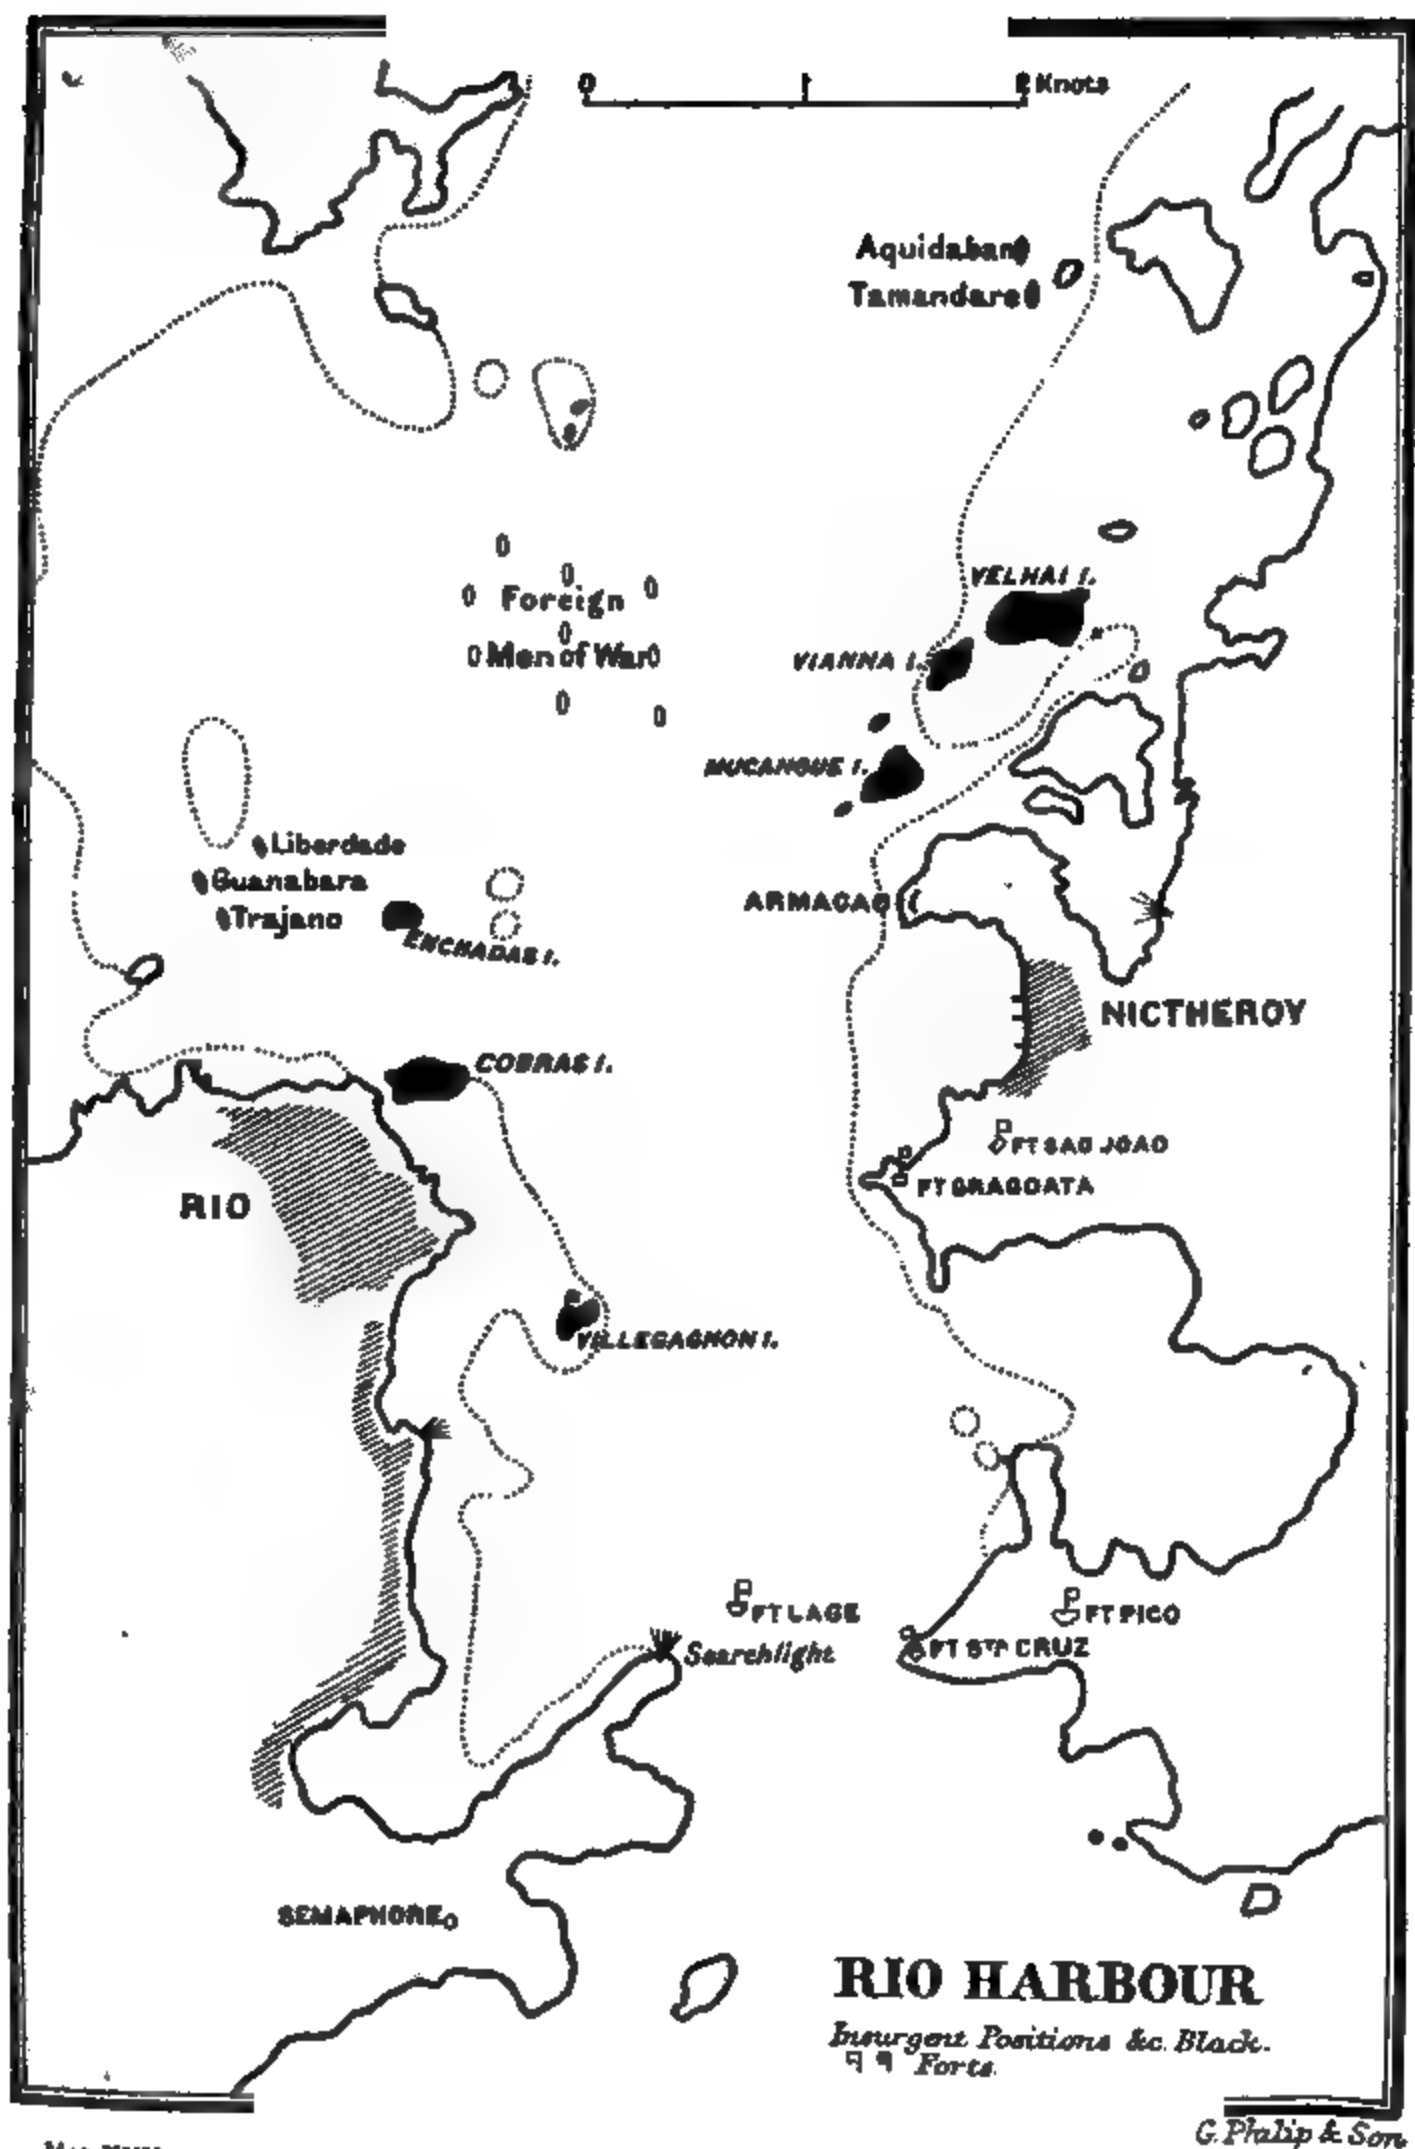 0 1 2 Knots
Aquidaban
Tamandare
VELHAI I.
Foreign
Men of War
VIANNA I.
MUCANGUE I.
Liberdade
Guanabara
Trajano
ENCHADAS I.
ARMACAO
NICTHEROY
COBRAS I.
FT SAO JOAO
FT GRAGOATA
RIO
VILLEGAGNON I.
FT LAGE
FT PICO
Searchlight
FT STA CRUZ
SEMAPHORE
RIO HARBOUR
Insurgent Positions &c. Black.
Forts.
G. Philip & Son